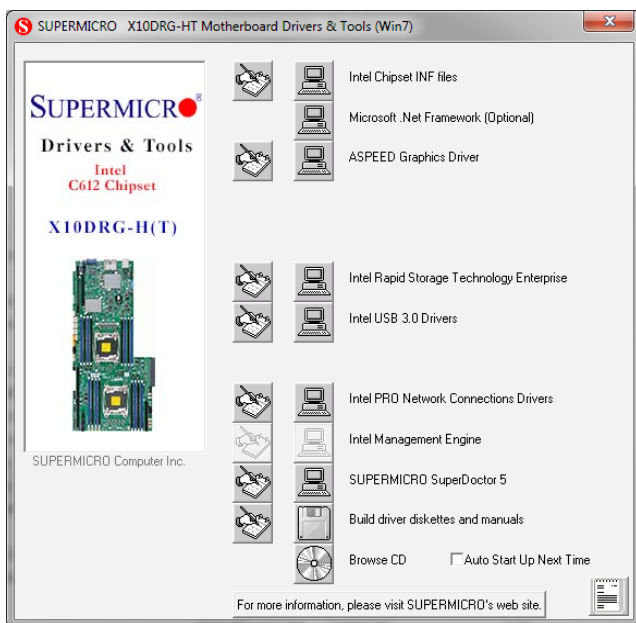 SUPERMICRO X10DRG-HT Motherboard Drivers & Tools (Win7)
SUPERMICRO®
Drivers & Tools
Intel
C612 Chipset
X10DRG-H(T)
SUPERMICRO Computer Inc.
Intel Chipset INF files
Microsoft .Net Framework (Optional)
ASPEED Graphics Driver
Intel Rapid Storage Technology Enterprise
Intel USB 3.0 Drivers
Intel PRO Network Connections Drivers
Intel Management Engine
SUPERMICRO SuperDoctor 5
Build driver diskettes and manuals
Browse CD Auto Start Up Next Time
For more information, please visit SUPERMICRO's web site.